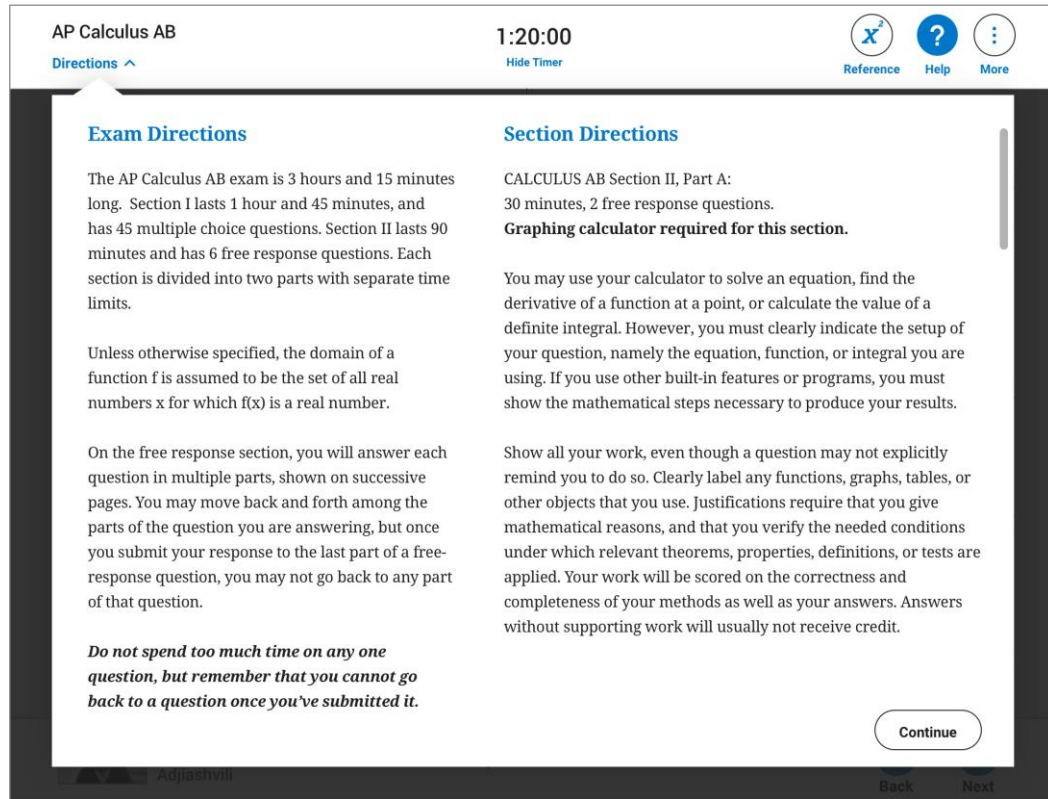 AP Calculus AB
Directions
1:20:00
Hide Timer
x²
Reference
?
Help
More
Exam Directions
The AP Calculus AB exam is 3 hours and 15 minutes
long. Section I lasts 1 hour and 45 minutes, and
has 45 multiple choice questions. Section II lasts 90
minutes and has 6 free response questions. Each
section is divided into two parts with separate time
limits.
Unless otherwise specified, the domain of a
function f is assumed to be the set of all real
numbers x for which f(x) is a real number.
On the free response section, you will answer each
question in multiple parts, shown on successive
pages. You may move back and forth among the
parts of the question you are answering, but once
you submit your response to the last part of a free-
response question, you may not go back to any part
of that question.
Do not spend too much time on any one
question, but remember that you cannot go
back to a question once you've submitted it.
Section Directions
CALCULUS AB Section II, Part A:
30 minutes, 2 free response questions.
Graphing calculator required for this section.
You may use your calculator to solve an equation, find the
derivative of a function at a point, or calculate the value of a
definite integral. However, you must clearly indicate the setup of
your question, namely the equation, function, or integral you are
using. If you use other built-in features or programs, you must
show the mathematical steps necessary to produce your results.
Show all your work, even though a question may not explicitly
remind you to do so. Clearly label any functions, graphs, tables, or
other objects that you use. Justifications require that you give
mathematical reasons, and that you verify the needed conditions
under which relevant theorems, properties, definitions, or tests are
applied. Your work will be scored on the correctness and
completeness of your methods as well as your answers. Answers
without supporting work will usually not receive credit.
Continue
Adjiashvili
Back
Next